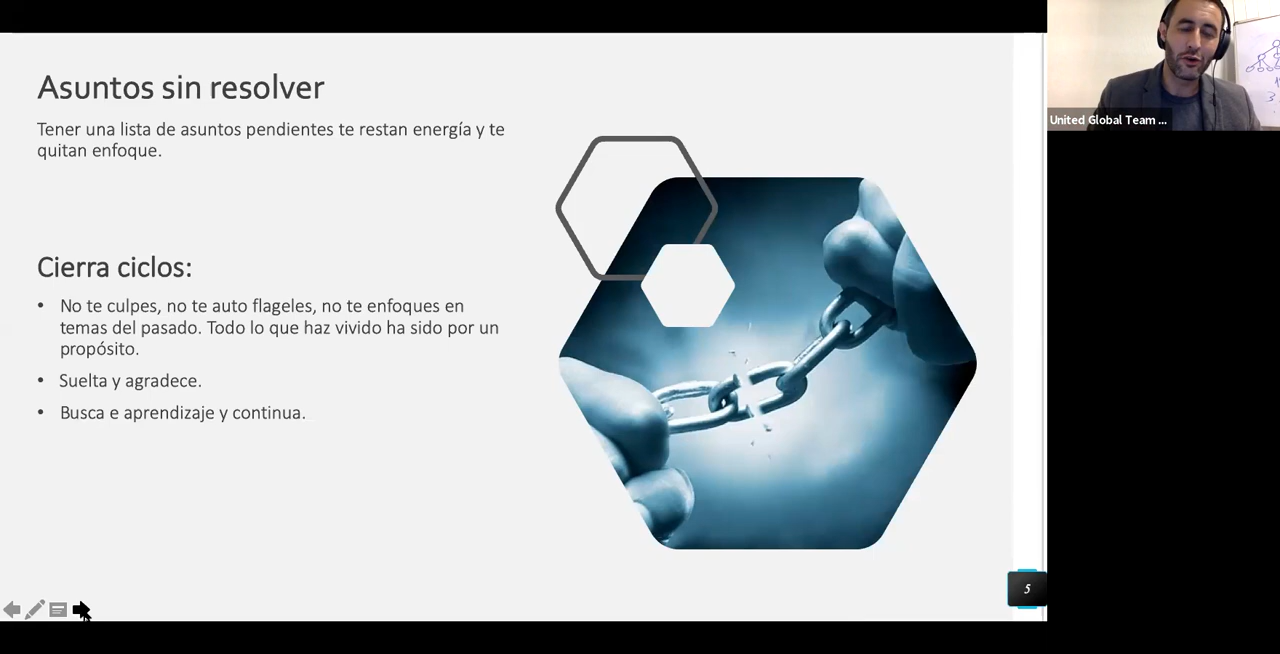 Asuntos sin resolver
Tener una lista de asuntos pendientes te restan energía y te
quitan enfoque.
Cierra ciclos:
• No te culpes, no te auto flageles, no te enfoques en
temas del pasado. Todo lo que haz vivido ha sido por un
propósito.
• Suelta y agradece.
• Busca e aprendizaje y continua.
5
United Global Team ...